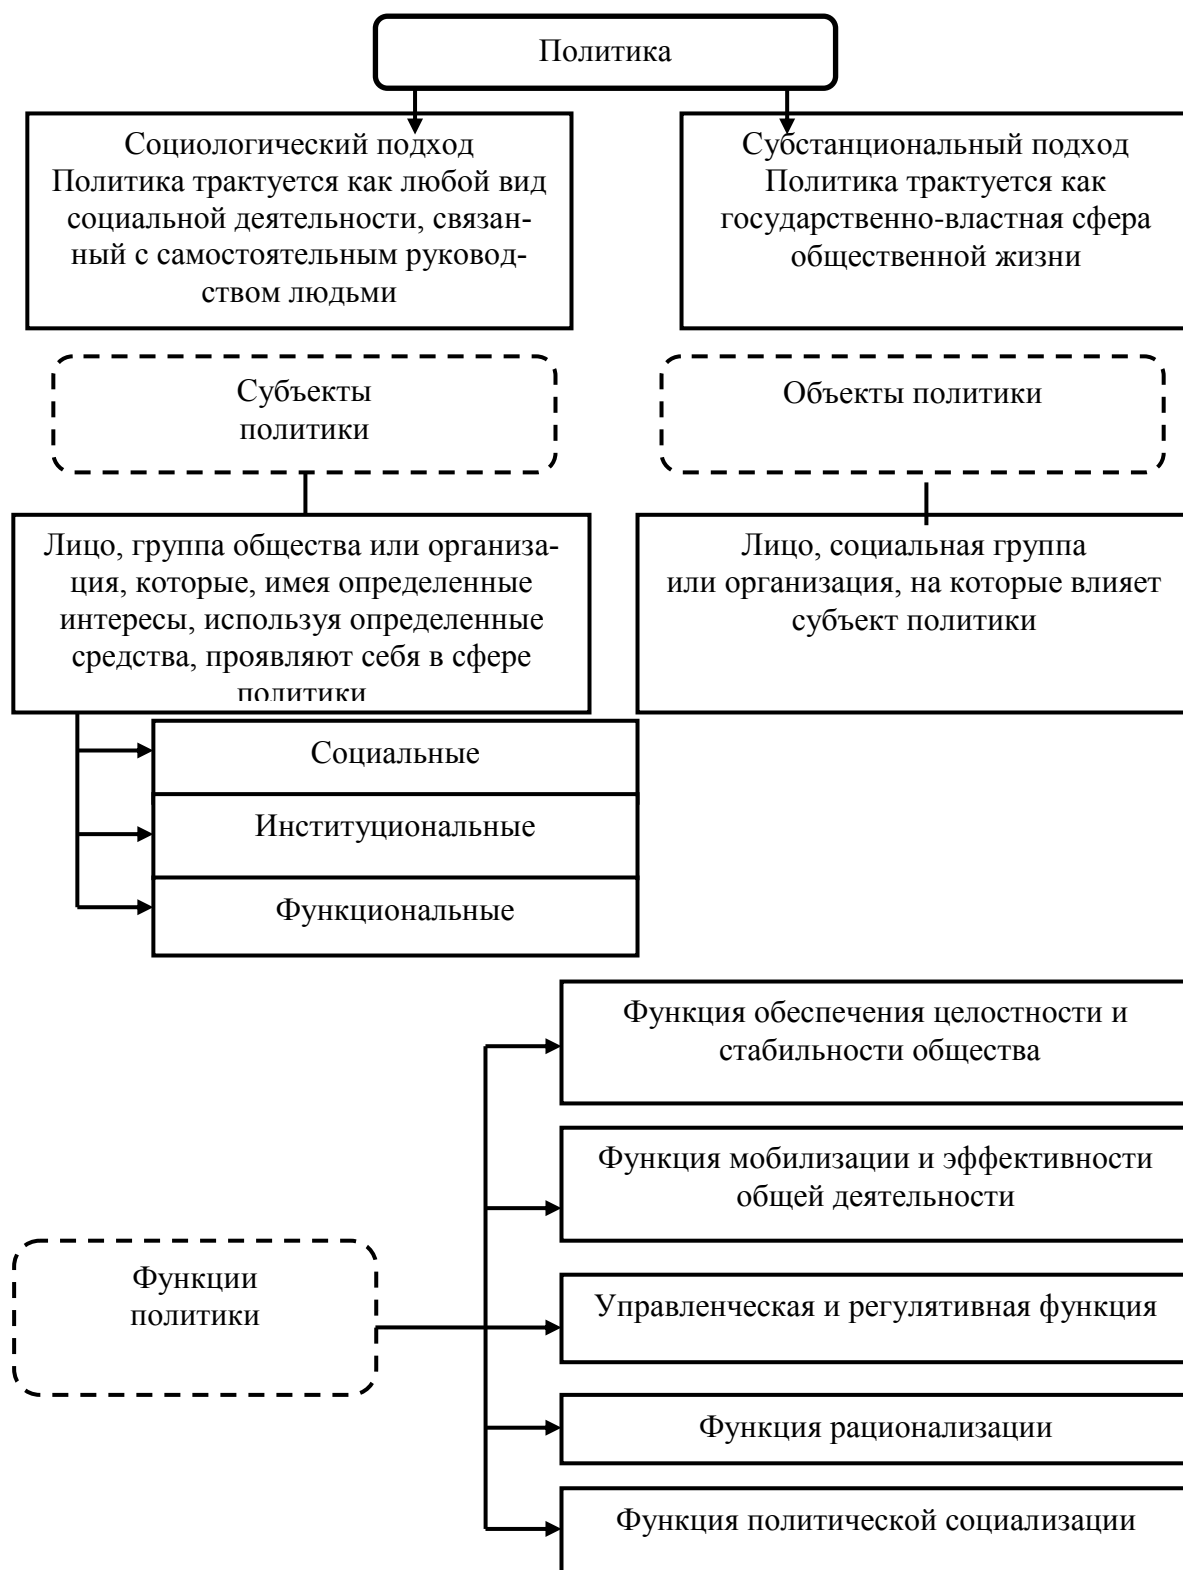 Политика
Социологический подход
Политика трактуется как любой вид
социальной деятельности, связан-
ный с самостоятельным руковод-
ством людьми
Субстанциональный подход
Политика трактуется как
государственно-властная сфера
общественной жизни
Субъекты
политики
Объекты политики
Лицо, группа общества или организа-
ция, которые, имея определенные
интересы, используя определенные
средства, проявляют себя в сфере
политики
Лицо, социальная группа
или организация, на которые влияет
субъект политики
Социальные
Институциональные
Функциональные
Функции
политики
Функция обеспечения целостности и
стабильности общества
Функция мобилизации и эффективности
общей деятельности
Управленческая и регулятивная функция
Функция рационализации
Функция политической социализации